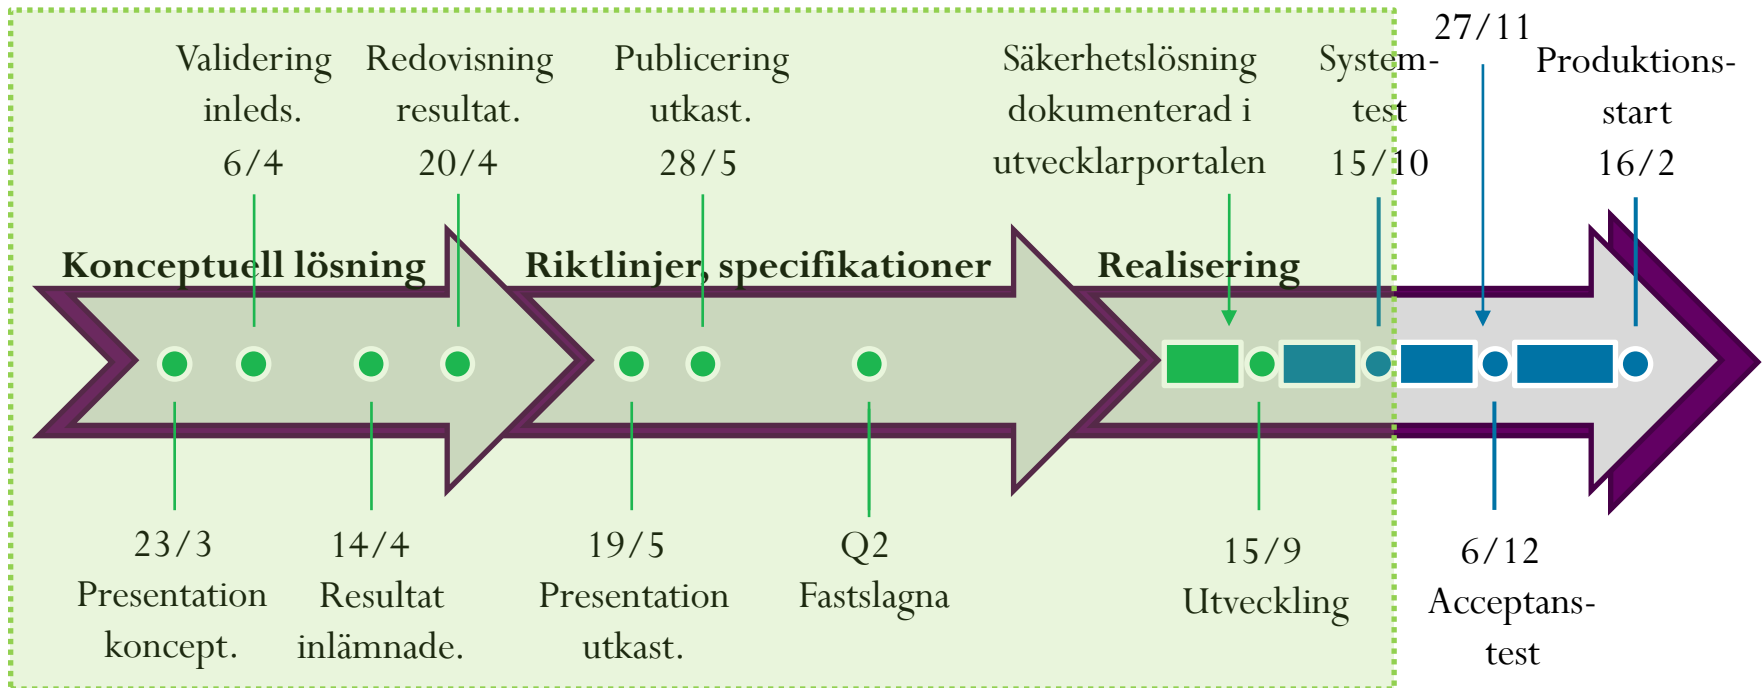 Validering
inleds.
6/4
Redovisning
resultat.
20/4
Publicering
utkast.
28/5
Säkerhetslösning
dokumenterad i
utvecklarportalen
System-
test
15/10
27/11
Produktions-
start
16/2
Konceptuell lösning
Riktlinjer, specifikationer
Realisering
23/3
Presentation
koncept.
14/4
Resultat
inlämnade.
19/5
Presentation
utkast.
Q2
Fastslagna
15/9
Utveckling
6/12
Acceptans-
test